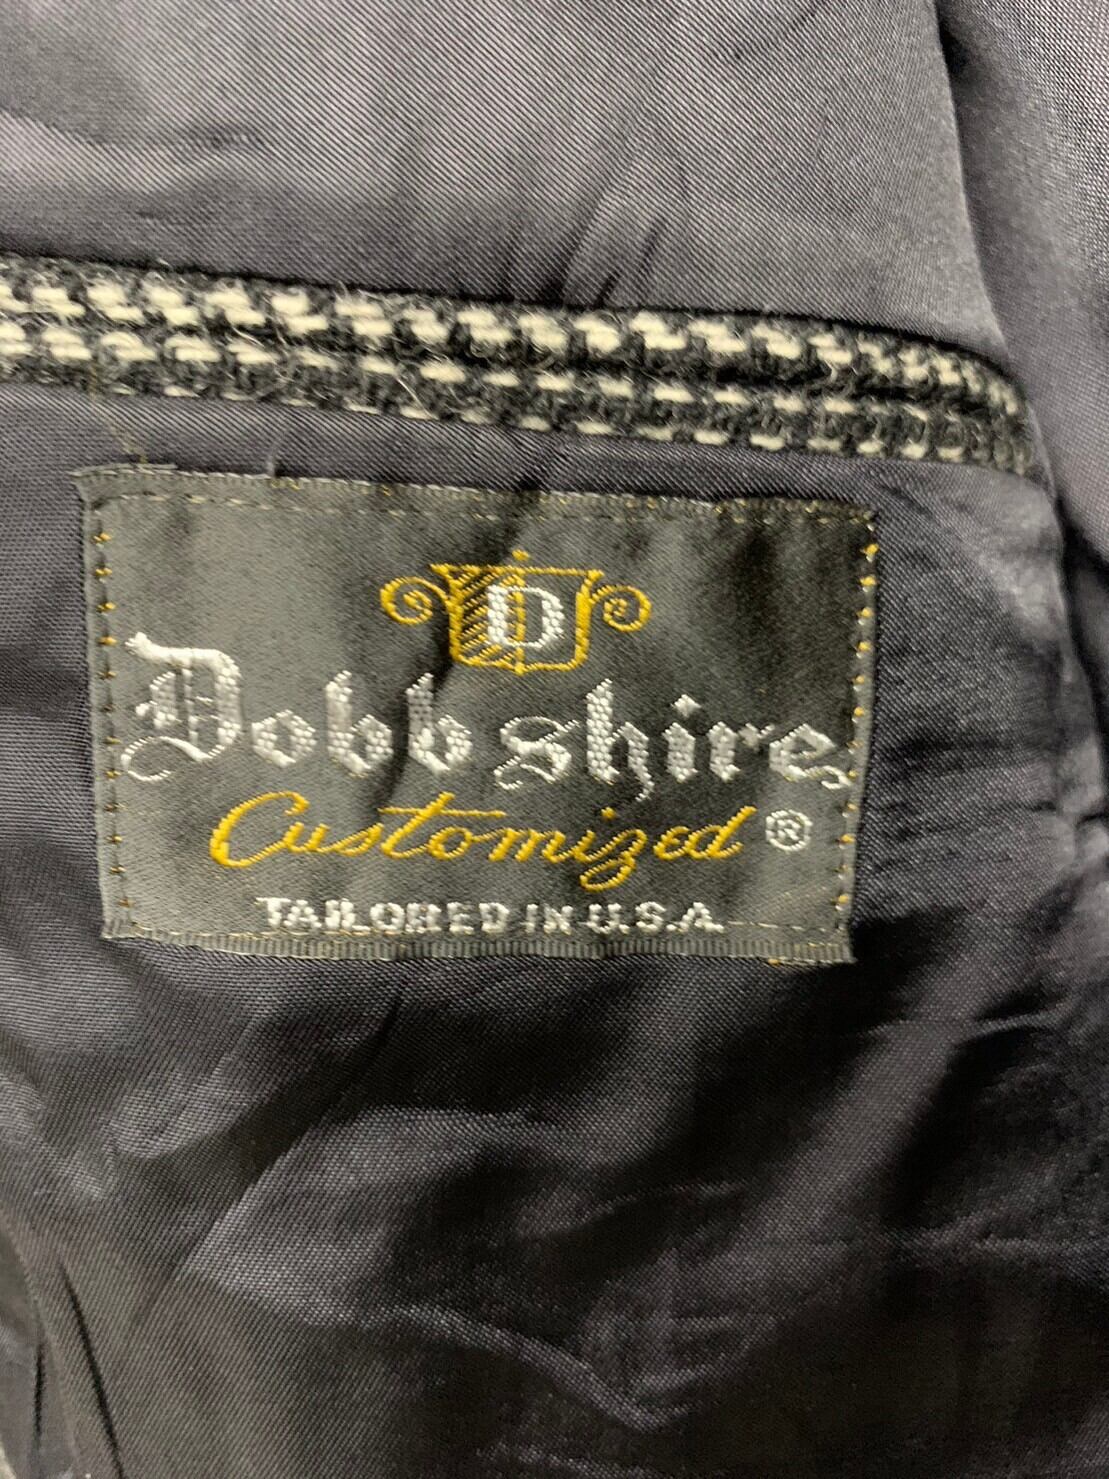 D
Dobbshire
Customized ®
TAILORED IN U.S.A.